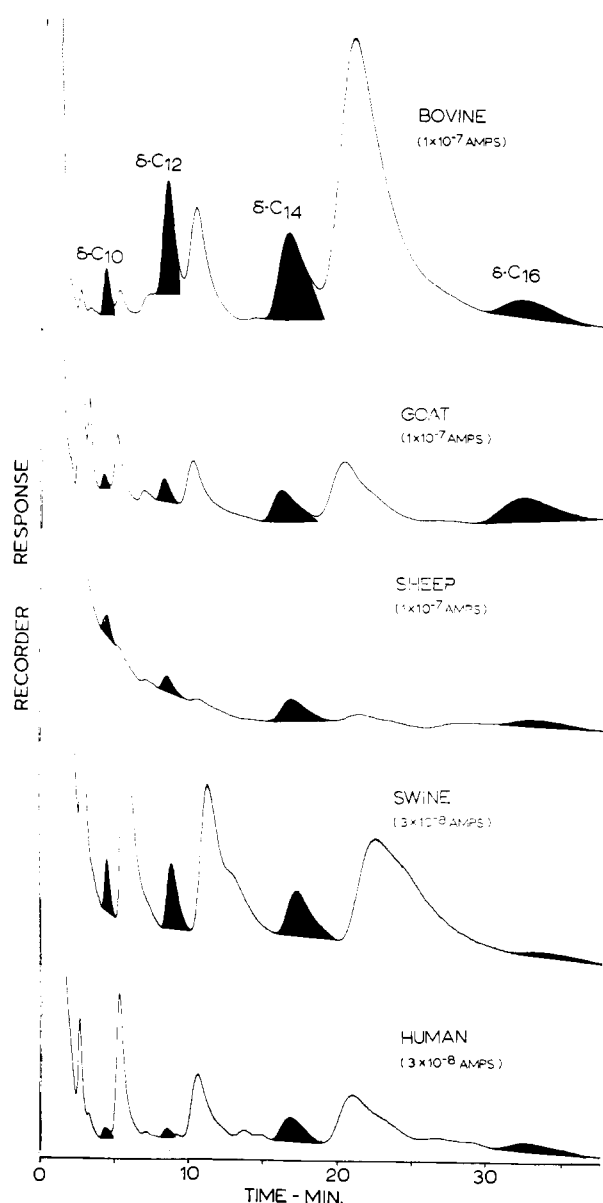 BOVINE
(1×10⁻⁷ AMPS)
δ-C₁₂
δ-C₁₄
δ-C₁₀
δ-C₁₆
GOAT
(1×10⁻⁷ AMPS.)
RECORDER RESPONSE
SHEEP
(1×10⁻⁷ AMPS.)
SWiNE
(3×10⁻⁸ AMPS)
HUMAN
(3×10⁻⁸ AMPS)
0 10 20 30
TIME - MIN.